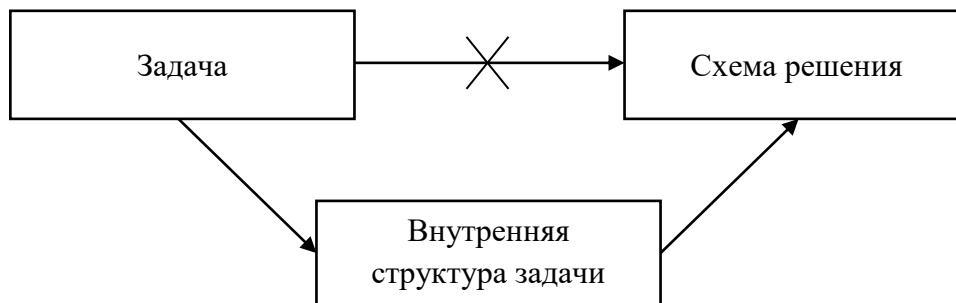 Задача
Схема решения
Внутренняя
структура задачи